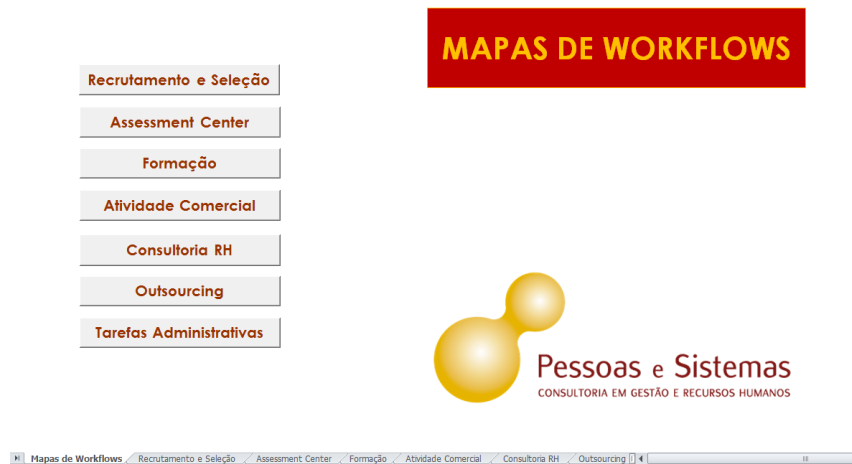 MAPAS DE WORKFLOWS
Recrutamento e Seleção
Assessment Center
Formação
Atividade Comercial
Consultoria RH
Outsourcing
Tarefas Administrativas
Pessoas e Sistemas
CONSULTORIA EM GESTÃO E RECURSOS HUMANOS
Mapas de Workflows Recrutamento e Seleção Assessment Center Formação Atividade Comercial Consultoria RH Outsourcing